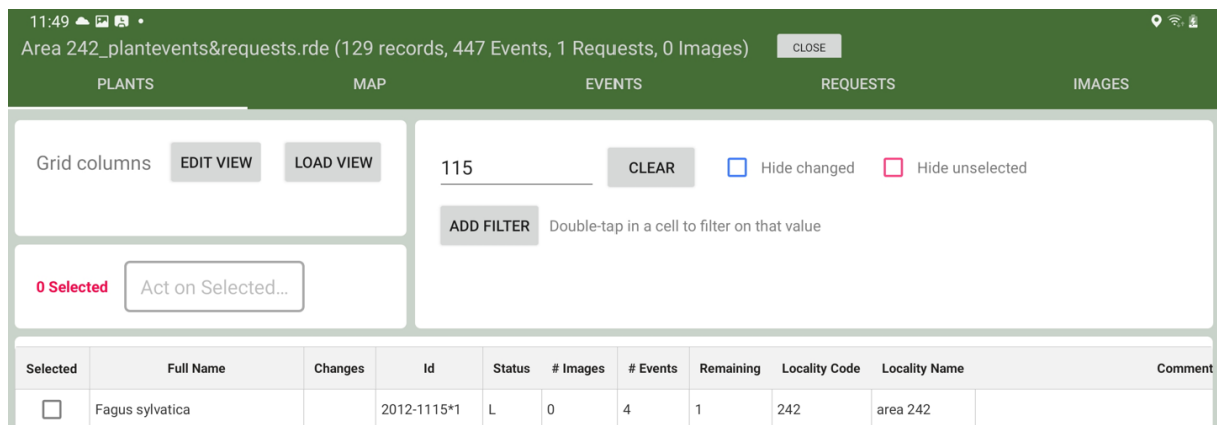 11:49
Area 242_plantevents&requests.rde (129 records, 447 Events, 1 Requests, 0 Images) CLOSE
PLANTS MAP EVENTS REQUESTS IMAGES
Grid columns EDIT VIEW LOAD VIEW
115 CLEAR Hide changed Hide unselected
ADD FILTER Double-tap in a cell to filter on that value
0 Selected Act on Selected...
Selected Full Name Changes Id Status # Images # Events Remaining Locality Code Locality Name Comment
Fagus sylvatica 2012-1115*1 L 0 4 1 242 area 242